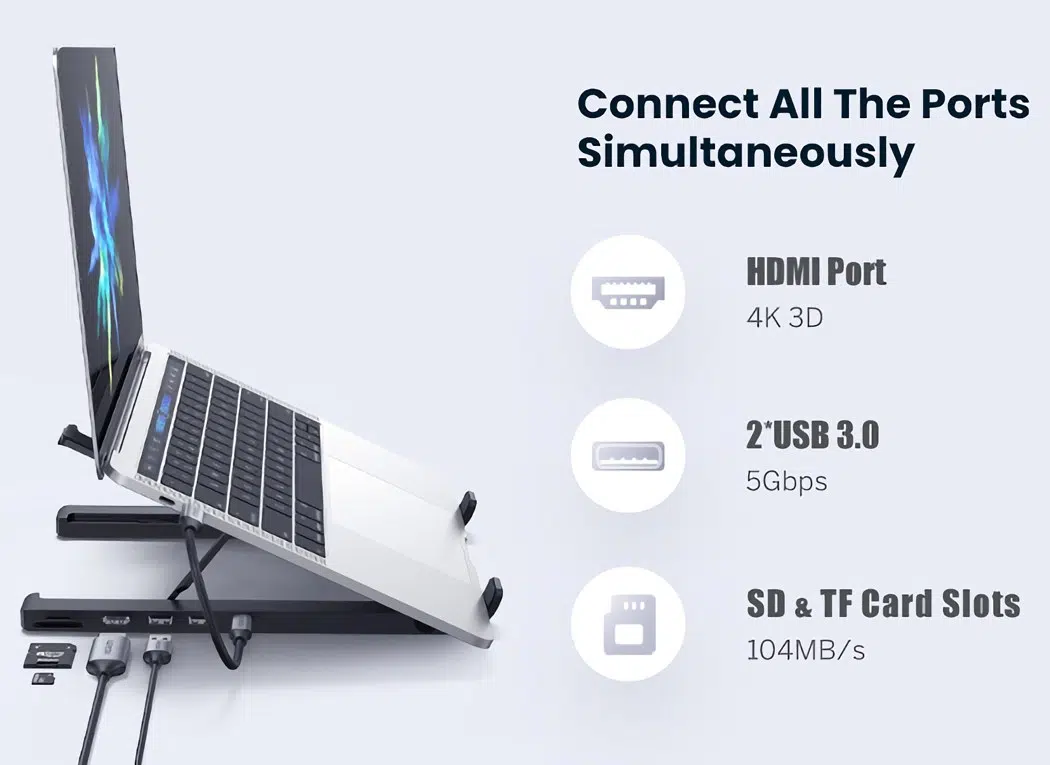 Connect All The Ports
Simultaneously
HDMI Port
4K 3D
2*USB 3.0
5Gbps
SD & TF Card Slots
104MB/s